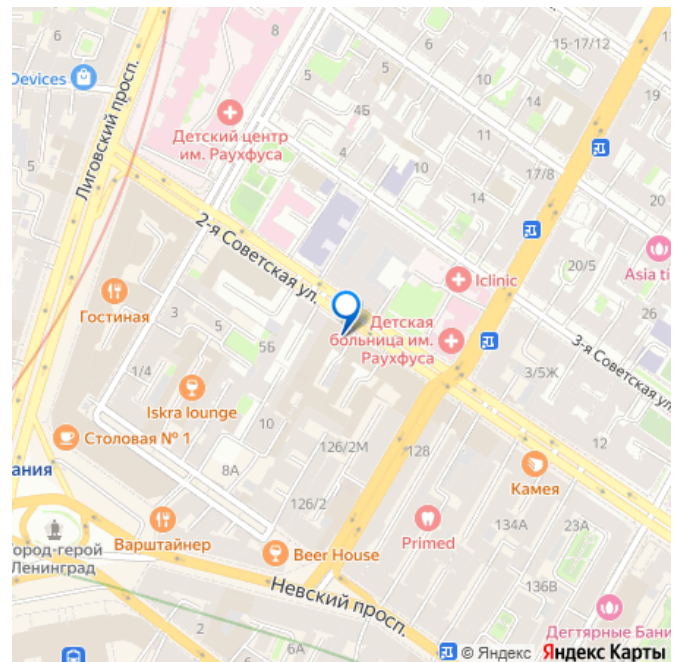 8
6
15-17/12
Devices
5
10
19
Лиговский просп.
Детский центр
им. Раухфуса
4Б
14
11
5
4
10
17/8
14
20
2-я Советская ул.
20/5
Iclinic
Asia ti
Гостиная
3
5
5Б
Детская
больница им.
Раухфуса
26
3-я Советская ул.
3/5Ж
1/4
Iskra lounge
10
Столовая № 1
12
ания
8А
126/2М
128
Камея
126/2
134А
23А
Варштайнер
Primed
ород-герой
Ленинград
Beer House
Невский просп.
136В
2
6А
Дегтярные Бани
© Яндекс Яндекс Карты